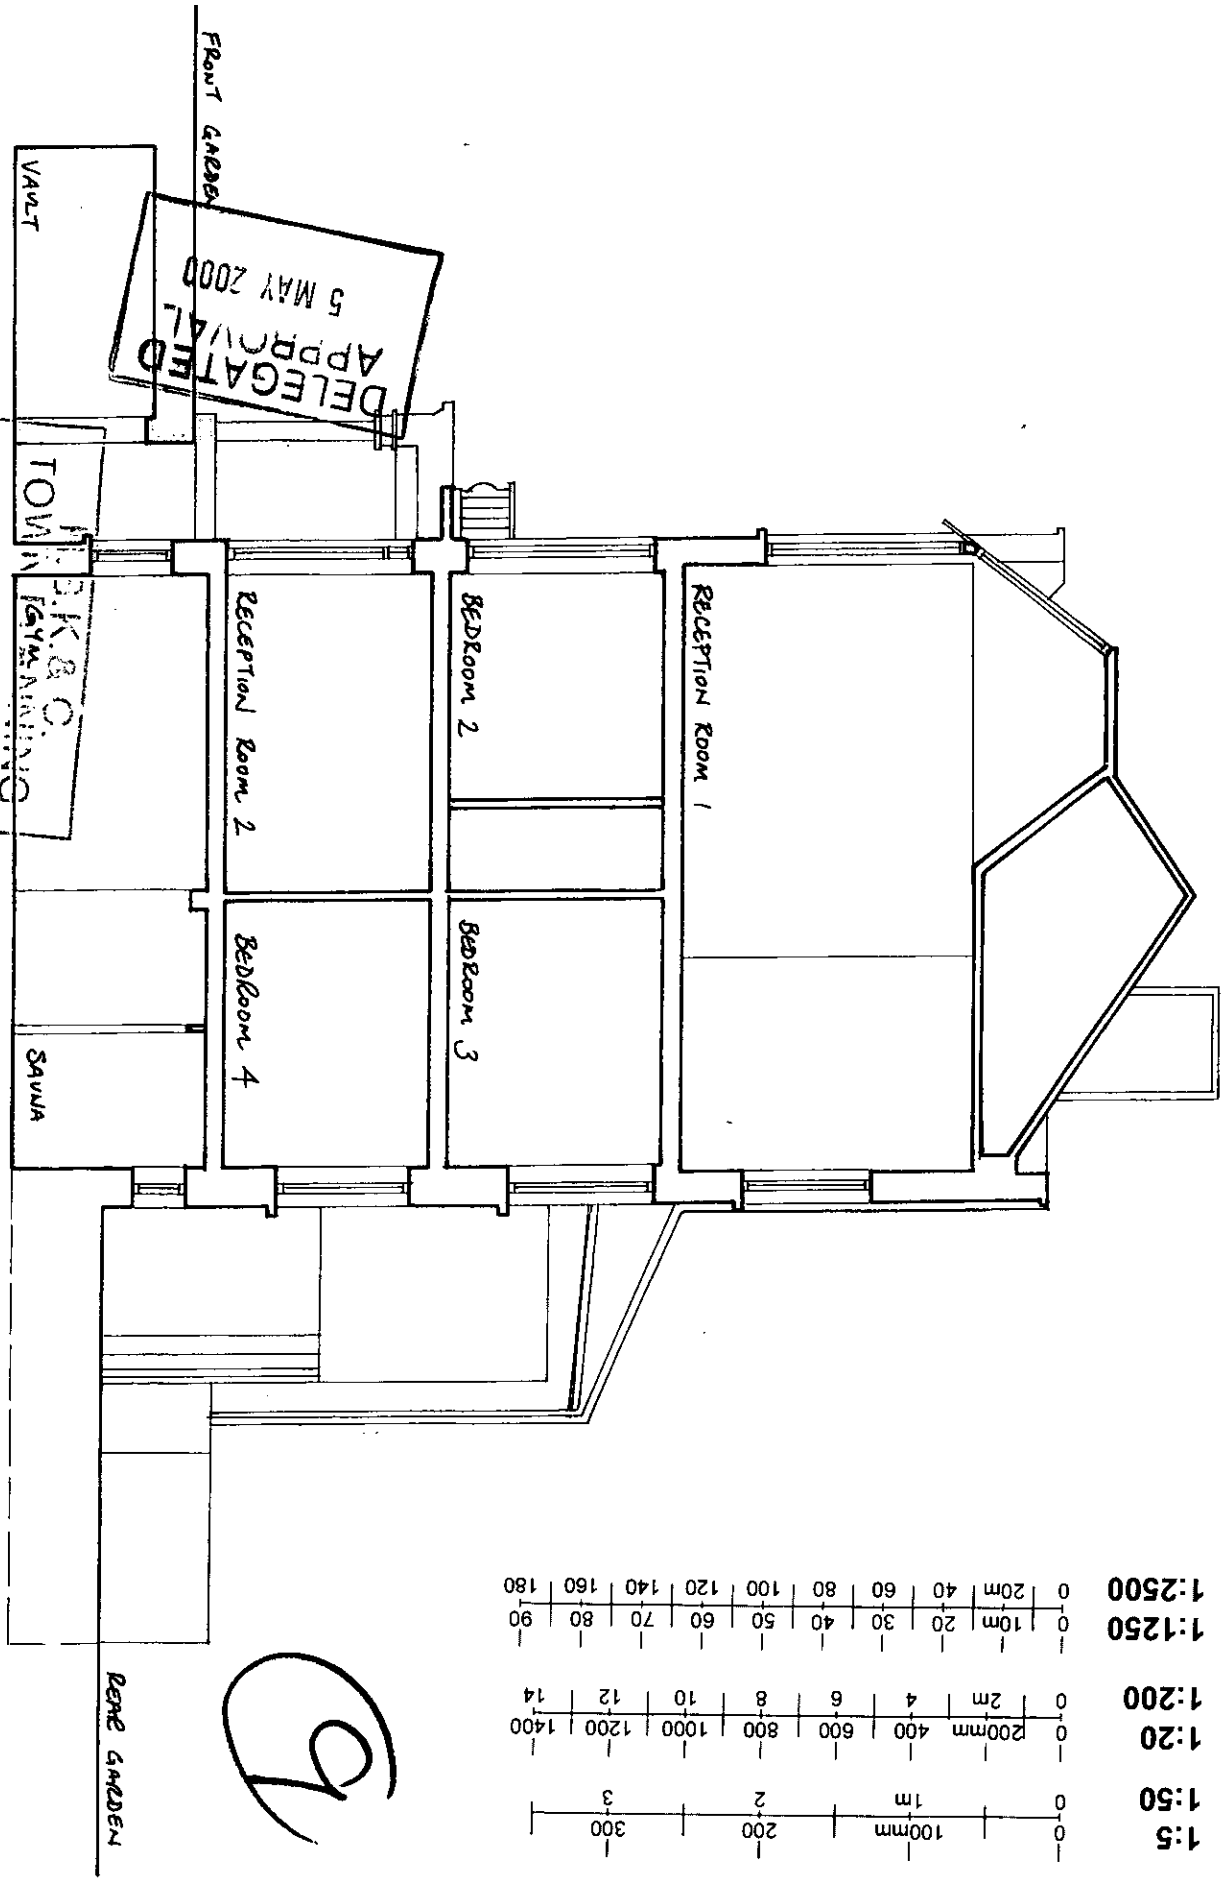 FRONT GARDEN
VAULT
DELEGATED
APPROVAL
5 MAY 2000
RECEPTION ROOM 1
BEDROOM 2
BEDROOM 3
RECEPTION ROOM 2
BEDROOM 4
GYM
SAUNA
R.B.K.&C.
TOWN
REAR GARDEN
1:5
0 100mm 200 300
1:50
0 1m 2 3
1:20
0 200mm 400 600 800 1000 1200 1400
1:200
0 2m 4 6 8 10 12 14
1:1250
0 10m 20 30 40 50 60 70 80 90
1:2500
0 20m 40 60 80 100 120 140 160 180